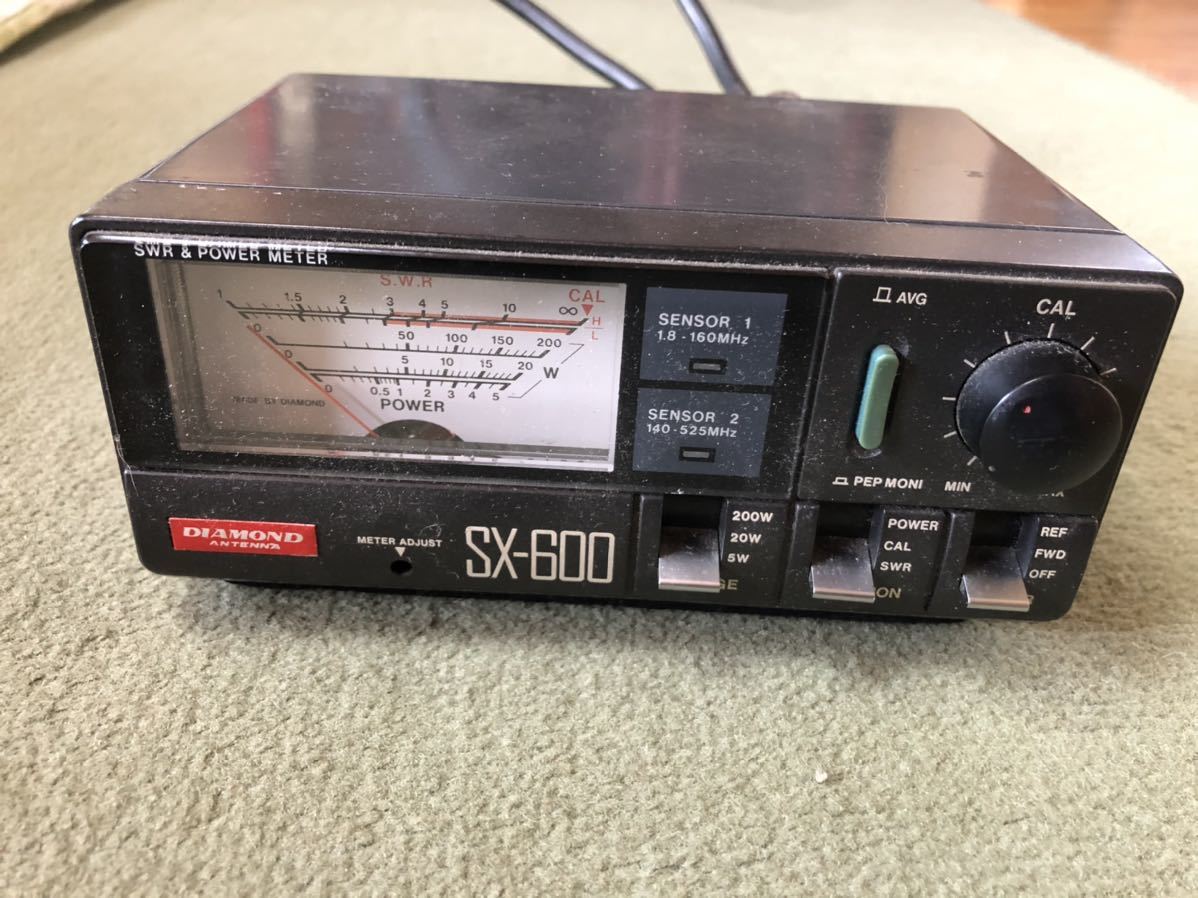 SWR & POWER METER
S.W.R
1 1.5 2 3 4 5 10 ∞ CAL
H
L
0 50 100 150 200
0 5 10 15 20 W
0 0.5 1 2 3 4 5
MADE BY DIAMOND
POWER
SENSOR 1
1.8 - 160MHz
SENSOR 2
140 - 525MHz
AVG
CAL
PEP MONI
MIN
DIAMOND
ANTENNA
METER ADJUST
SX-600
200W
20W
5W
POWER
CAL
SWR
REF
FWD
OFF